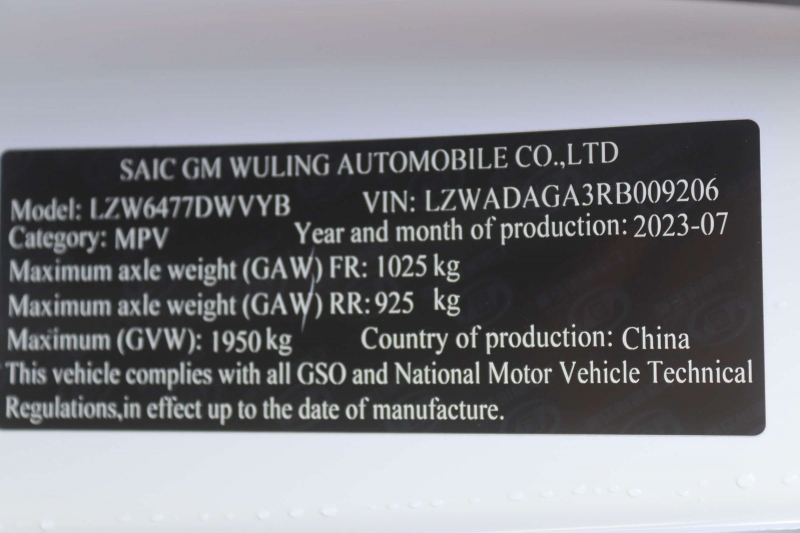 SAIC GM WULING AUTOMOBILE CO.,LTD
Model: LZW6477DWVYB VIN: LZWADAGA3RB009206
Category: MPV Year and month of production: 2023-07
Maximum axle weight (GAW) FR: 1025 kg
Maximum axle weight (GAW) RR: 925 kg
Maximum (GVW): 1950 kg Country of production: China
This vehicle complies with all GSO and National Motor Vehicle Technical
Regulations,in effect up to the date of manufacture.